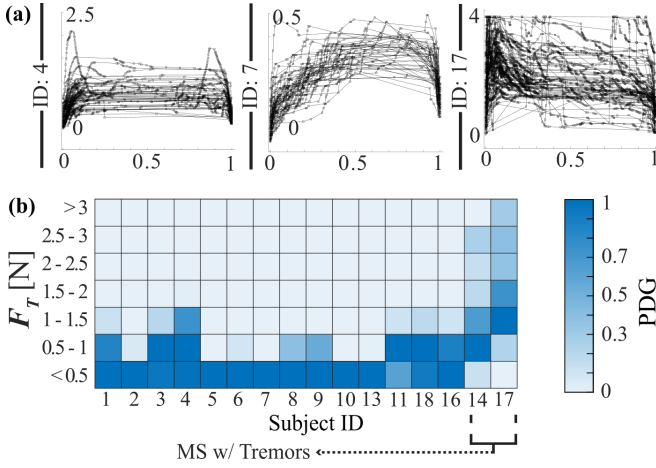 (a)
ID: 4
2.5
0
0 0.5 1
ID: 7
0.5
0
0 0.5 1
ID: 17
4
0
0 0.5 1
(b)
F_T [N]
> 3
2.5 - 3
2 - 2.5
1.5 - 2
1 - 1.5
0.5 - 1
< 0.5
1 2 3 4 5 6 7 8 9 10 13 11 18 16 14 17
Subject ID
MS w/ Tremors
1
0.7
0.3
0
PDG